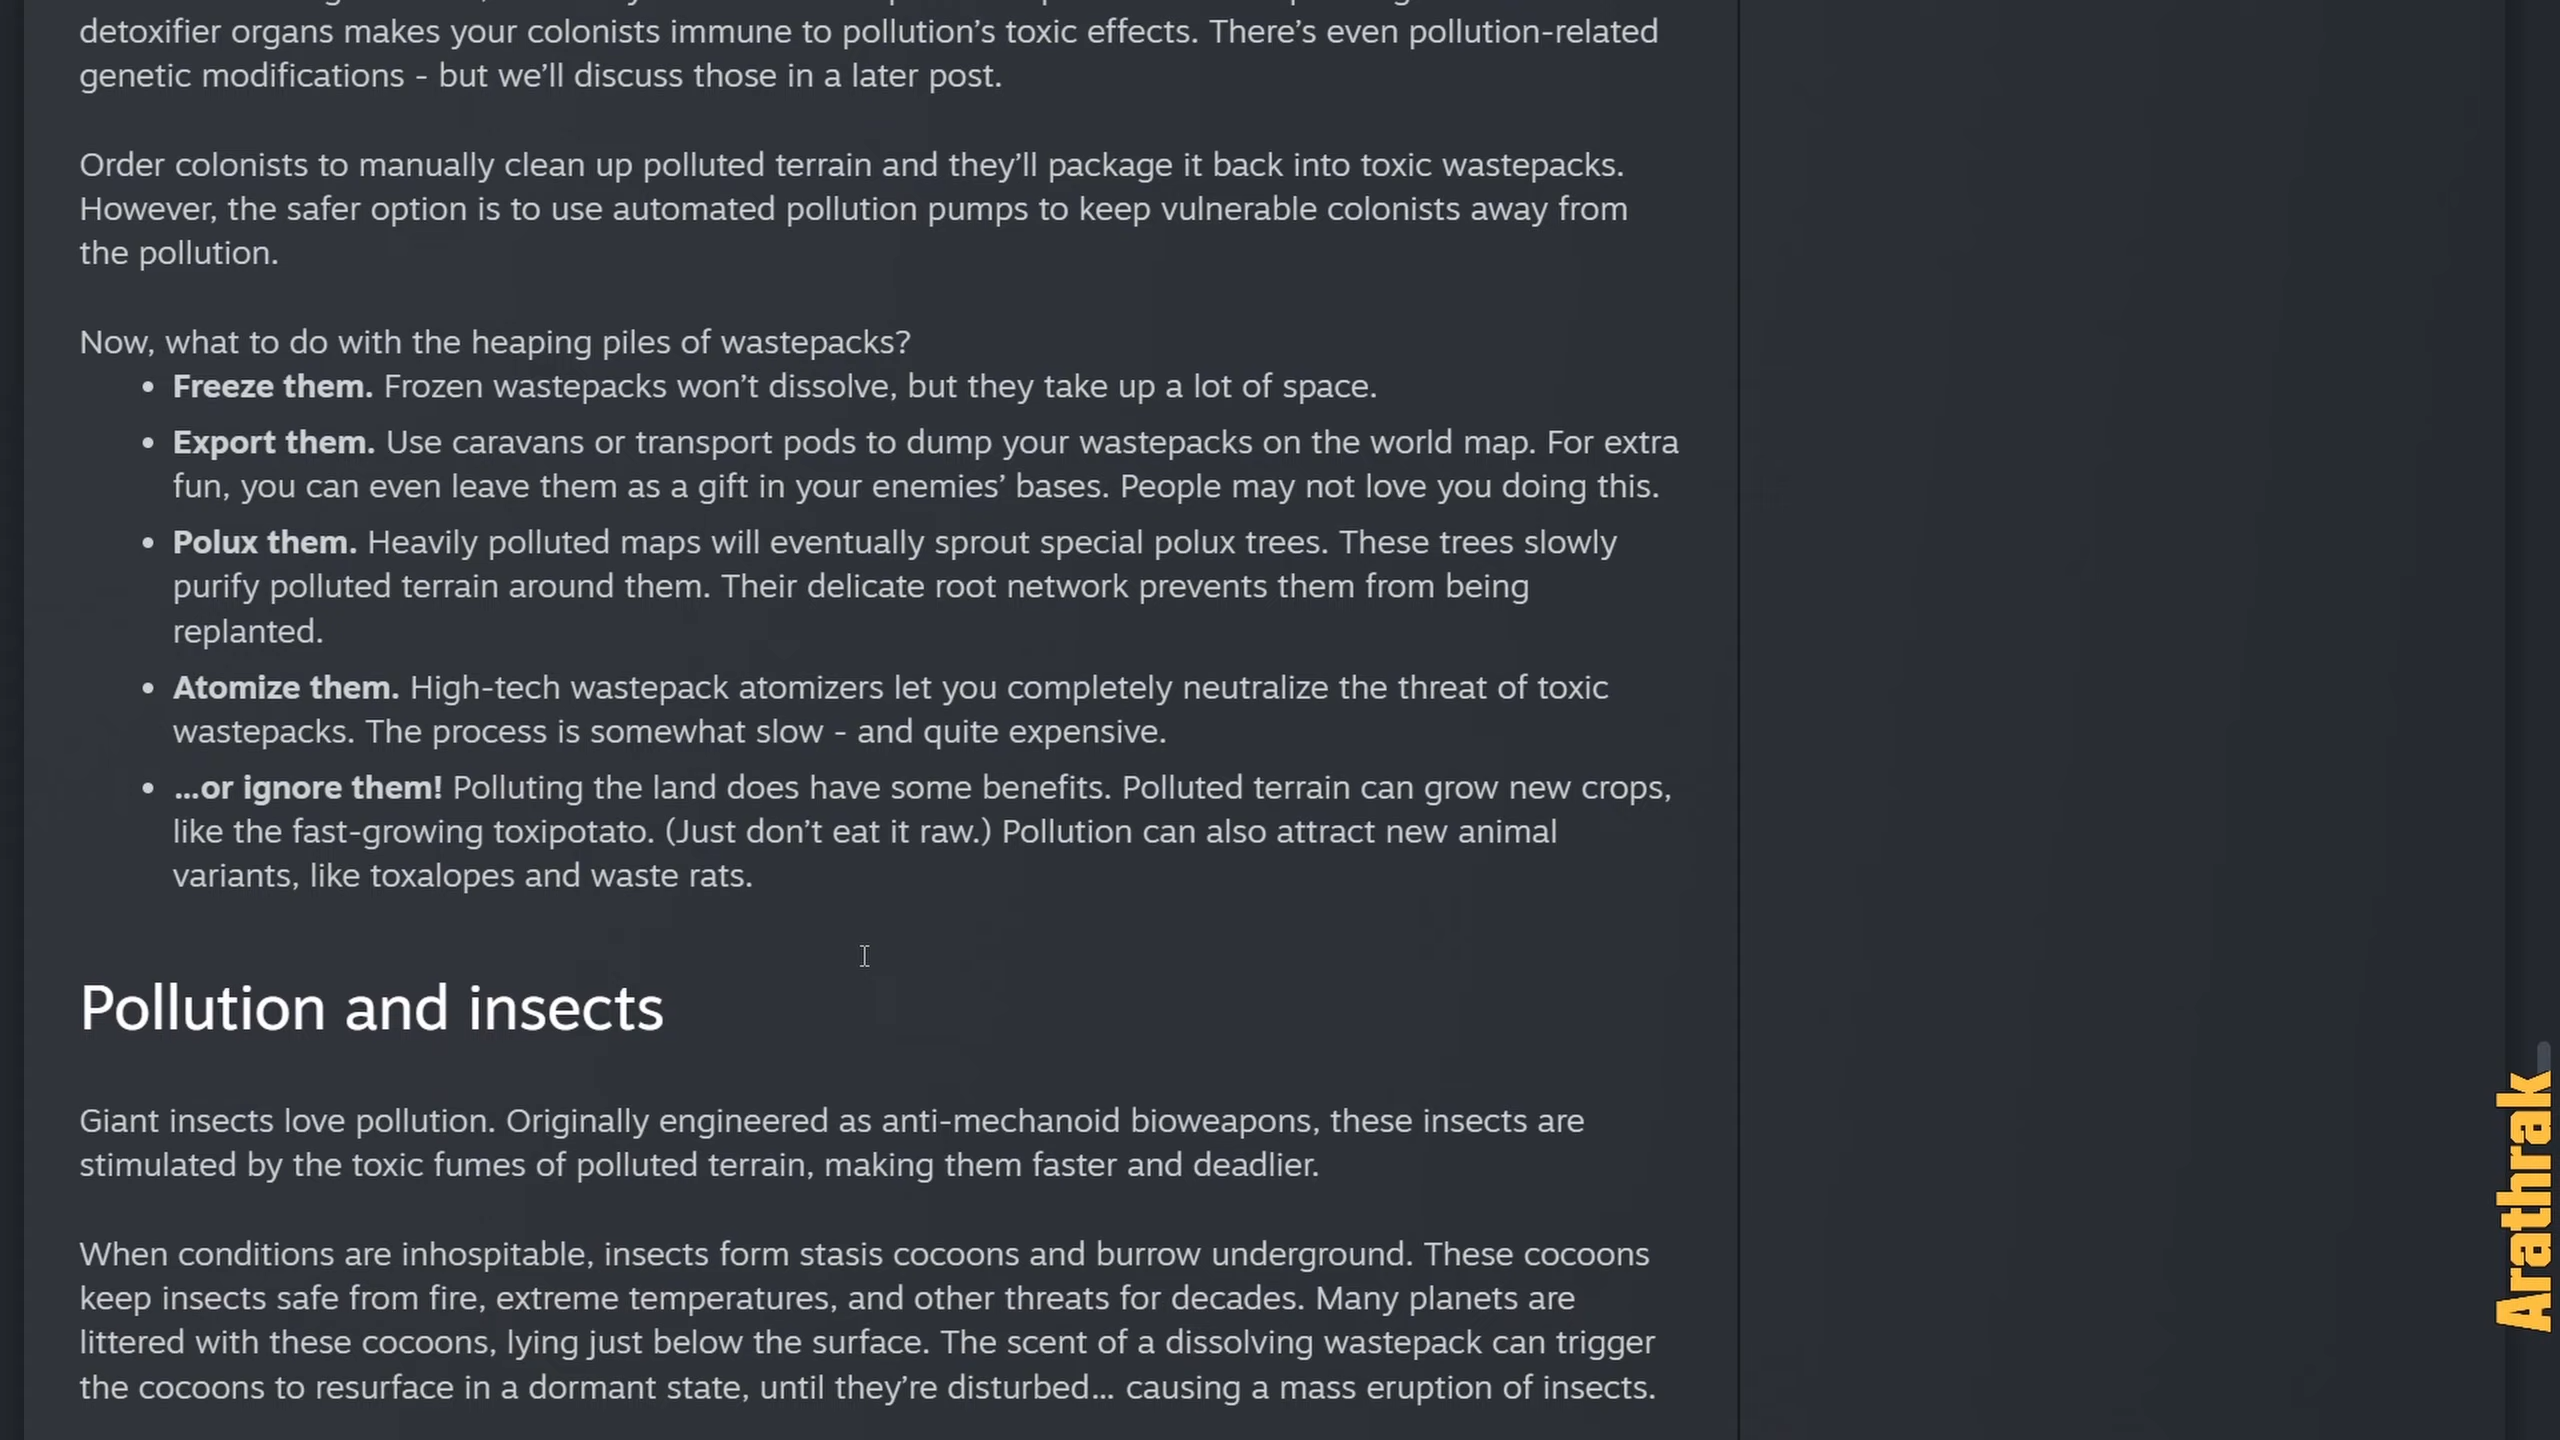 detoxifier organs makes your colonists immune to pollution’s toxic effects. There’s even pollution-related
genetic modifications - but we’ll discuss those in a later post.
Order colonists to manually clean up polluted terrain and they’ll package it back into toxic wastepacks.
However, the safer option is to use automated pollution pumps to keep vulnerable colonists away from
the pollution.
Now, what to do with the heaping piles of wastepacks?
• Freeze them. Frozen wastepacks won’t dissolve, but they take up a lot of space.
• Export them. Use caravans or transport pods to dump your wastepacks on the world map. For extra
fun, you can even leave them as a gift in your enemies’ bases. People may not love you doing this.
• Polux them. Heavily polluted maps will eventually sprout special polux trees. These trees slowly
purify polluted terrain around them. Their delicate root network prevents them from being
replanted.
• Atomize them. High-tech wastepack atomizers let you completely neutralize the threat of toxic
wastepacks. The process is somewhat slow - and quite expensive.
• ...or ignore them! Polluting the land does have some benefits. Polluted terrain can grow new crops,
like the fast-growing toxipotato. (Just don’t eat it raw.) Pollution can also attract new animal
variants, like toxalopes and waste rats.
Pollution and insects
Giant insects love pollution. Originally engineered as anti-mechanoid bioweapons, these insects are
stimulated by the toxic fumes of polluted terrain, making them faster and deadlier.
When conditions are inhospitable, insects form stasis cocoons and burrow underground. These cocoons
keep insects safe from fire, extreme temperatures, and other threats for decades. Many planets are
littered with these cocoons, lying just below the surface. The scent of a dissolving wastepack can trigger
the cocoons to resurface in a dormant state, until they’re disturbed... causing a mass eruption of insects.
Arathrak